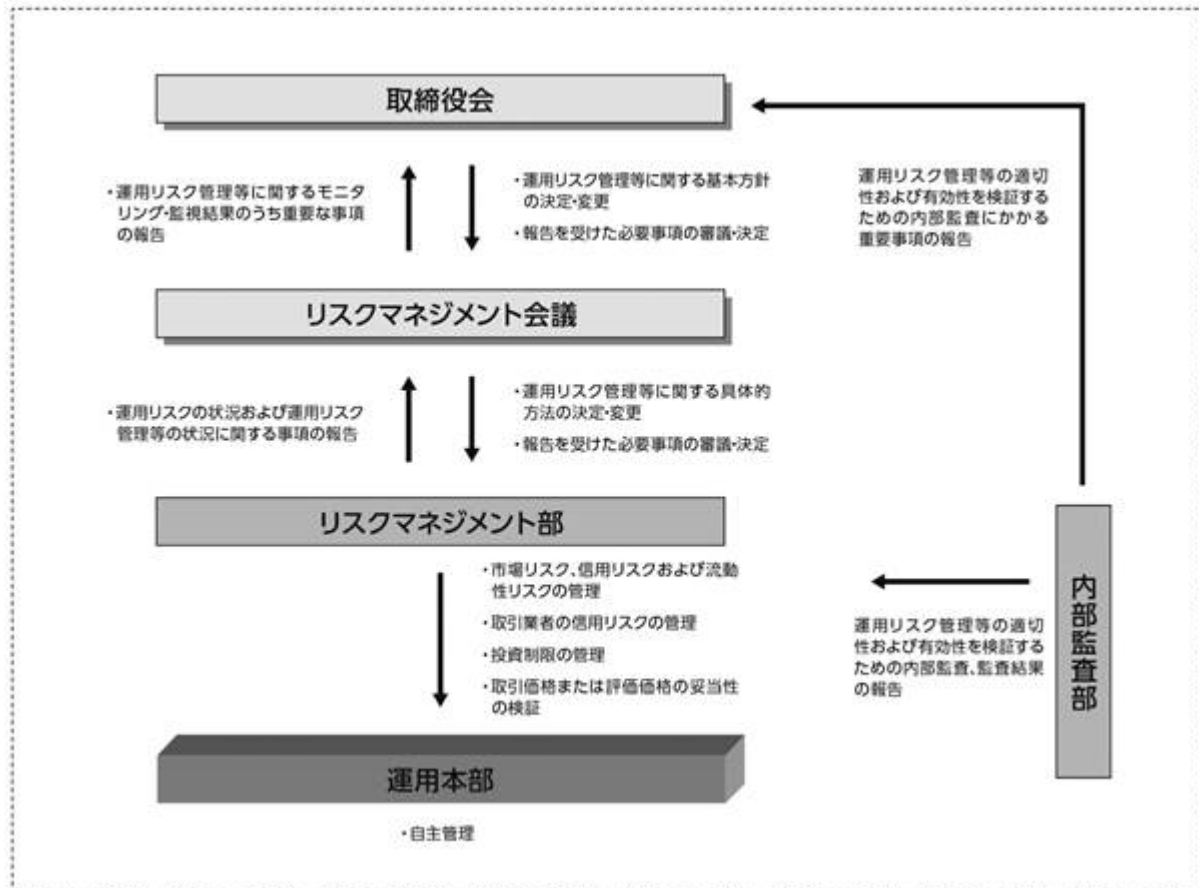 取締役会
・運用リスク管理等に関するモニタ
リング・監視結果のうち重要な事項
の報告
・運用リスク管理等に関する基本方針
の決定・変更
・報告を受けた必要事項の審議・決定
運用リスク管理等の適切
性および有効性を検証する
ための内部監査にかかる
重要事項の報告
リスクマネジメント会議
・運用リスクの状況および運用リスク
管理等の状況に関する事項の報告
・運用リスク管理等に関する具体的
方法の決定・変更
・報告を受けた必要事項の審議・決定
リスクマネジメント部
・市場リスク、信用リスクおよび流動
性リスクの管理
・取引業者の信用リスクの管理
・投資制限の管理
・取引価格または評価価格の妥当性
の検証
運用リスク管理等の適切
性および有効性を検証する
ための内部監査、監査結果
の報告
内部監査部
運用本部
・自主管理